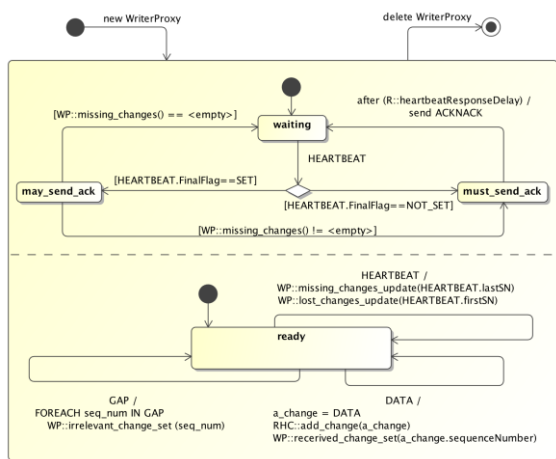 new WriterProxy
delete WriterProxy
[WP::missing_changes() == <empty>]
after (R::heartbeatResponseDelay) /
send ACKNACK
waiting
HEARTBEAT
[HEARTBEAT.FinalFlag==SET]
may_send_ack
must_send_ack
[HEARTBEAT.FinalFlag==NOT_SET]
[WP::missing_changes() != <empty>]
HEARTBEAT /
WP::missing_changes_update(HEARTBEAT.lastSN)
WP::lost_changes_update(HEARTBEAT.firstSN)
ready
GAP /
FOREACH seq_num IN GAP
WP::irrelevant_change_set (seq_num)
DATA /
a_change = DATA
RHC::add_change(a_change)
WP::recerived_change_set(a_change.sequenceNumber)